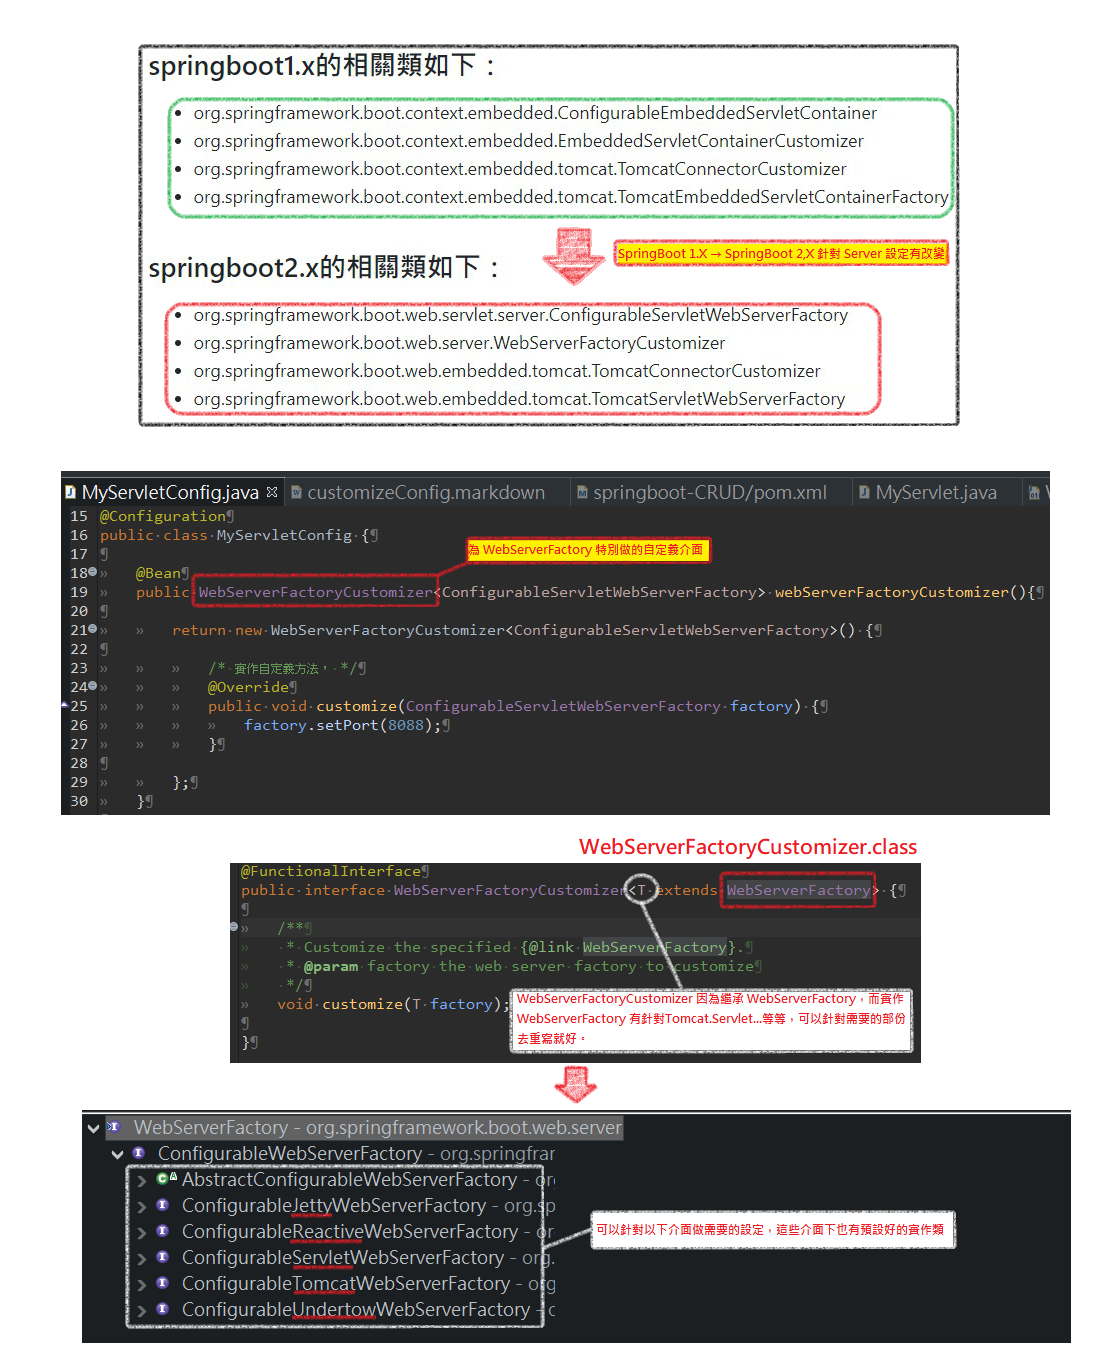 springboot1.x的相關類如下：
org.springframework.boot.context.embedded.ConfigurableEmbeddedServletContainer
org.springframework.boot.context.embedded.EmbeddedServletContainerCustomizer
org.springframework.boot.context.embedded.tomcat.TomcatConnectorCustomizer
org.springframework.boot.context.embedded.tomcat.TomcatEmbeddedServletContainerFactory
SpringBoot 1.X → SpringBoot 2,X 針對 Server 設定有改變
springboot2.x的相關類如下：
org.springframework.boot.web.servlet.server.ConfigurableServletWebServerFactory
org.springframework.boot.web.server.WebServerFactoryCustomizer
org.springframework.boot.web.embedded.tomcat.TomcatConnectorCustomizer
org.springframework.boot.web.embedded.tomcat.TomcatServletWebServerFactory
MyServletConfig.java customizeConfig.markdown springboot-CRUD/pom.xml MyServlet.java
15 @Configuration¶
16 public·class·MyServletConfig·{¶
17 ¶
為 WebServerFactory 特別做的自定義介面
18 » @Bean¶
19 » public·WebServerFactoryCustomizer<ConfigurableServletWebServerFactory>·webServerFactoryCustomizer(){¶
20 ¶
21 » » return·new·WebServerFactoryCustomizer<ConfigurableServletWebServerFactory>()·{¶
22 ¶
23 » » » /*·實作自定義方法，·*/¶
24 » » » @Override¶
25 » » » public·void·customize(ConfigurableServletWebServerFactory·factory)·{¶
26 » » » » factory.setPort(8088);¶
27 » » » }¶
28 ¶
29 » » };¶
30 » }¶
WebServerFactoryCustomizer.class
@FunctionalInterface¶
public·interface·WebServerFactoryCustomizer<T·extends·WebServerFactory>·{¶
¶
» /**¶
» ·*·Customize·the·specified·{@link·WebServerFactory}.¶
» ·*·@param·factory·the·web·server·factory·to·customize¶
» ·*/¶
» void·customize(T·factory);
¶
}¶
WebServerFactoryCustomizer 因為繼承 WebServerFactory，而實作
WebServerFactory 有針對Tomcat.Servlet...等等，可以針對需要的部份
去重寫就好。
WebServerFactory - org.springframework.boot.web.server
ConfigurableWebServerFactory - org.springfran
AbstractConfigurableWebServerFactory - or
ConfigurableJettyWebServerFactory - org.sp
ConfigurableReactiveWebServerFactory - or
ConfigurableServletWebServerFactory - org.
ConfigurableTomcatWebServerFactory - org
ConfigurableUndertowWebServerFactory - o
可以針對以下介面做需要的設定，這些介面下也有預設好的實作類